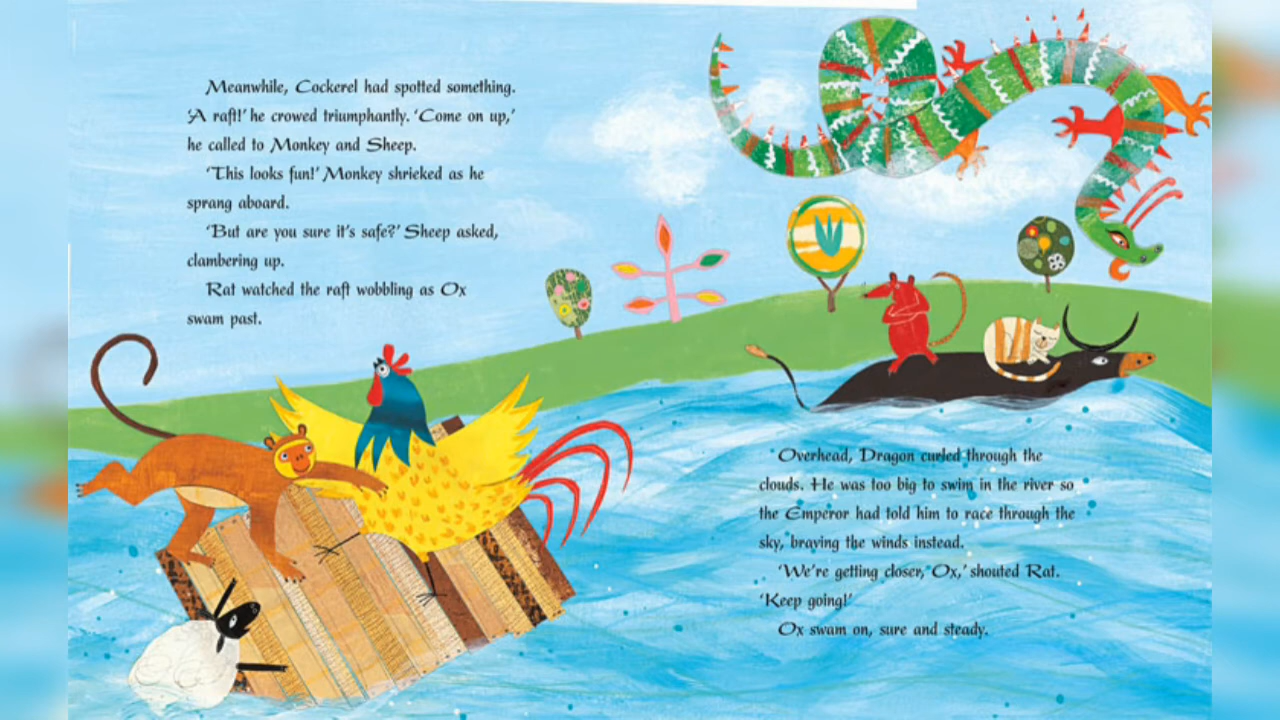 Meanwhile, Cockerel had spotted something.
'A raft!' he crowed triumphantly. 'Come on up,'
he called to Monkey and Sheep.
'This looks fun!' Monkey shrieked as he
sprang aboard.
'But are you sure it's safe?' Sheep asked,
clambering up.
Rat watched the raft wobbling as Ox
swam past.
Overhead, Dragon curled through the
clouds. He was too big to swim in the river so
the Emperor had told him to race through the
sky, braving the winds instead.
'We're getting closer, Ox,' shouted Rat.
'Keep going!'
Ox swam on, sure and steady.